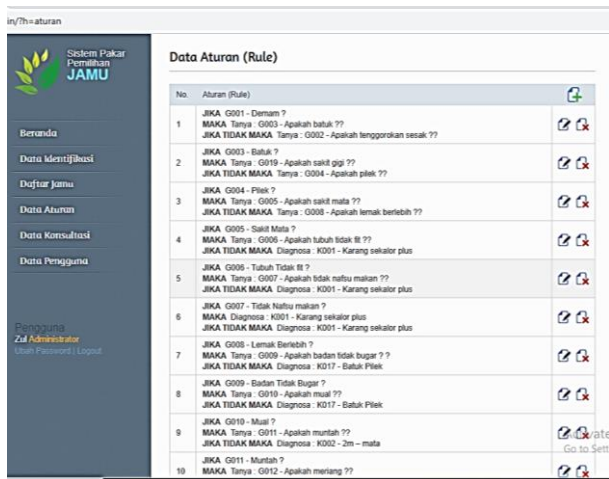 in/?h=aturan
Sistem Pakar
Pemilihan
JAMU
Beranda
Data Identifikasi
Daftar Jamu
Data Aturan
Data Konsultasi
Data Pengguna
Pengguna
Zul Administrator
Ubah Password | Logout
Data Aturan (Rule)
No. Aturan (Rule)
1 JIKA G001 - Demam ?
MAKA Tanya : G003 - Apakah batuk ??
JIKA TIDAK MAKA Tanya : G002 - Apakah tenggorokan sesak ??
2 JIKA G003 - Batuk ?
MAKA Tanya : G019 - Apakah sakit gigi ??
JIKA TIDAK MAKA Tanya : G004 - Apakah pilek ??
3 JIKA G004 - Pilek ?
MAKA Tanya : G005 - Apakah sakit mata ??
JIKA TIDAK MAKA Tanya : G008 - Apakah lemak berlebih ??
4 JIKA G005 - Sakit Mata ?
MAKA Tanya : G006 - Apakah tubuh tidak fit ??
JIKA TIDAK MAKA Diagnosa : K001 - Karang sekalor plus
5 JIKA G006 - Tubuh Tidak fit ?
MAKA Tanya : G007 - Apakah tidak nafsu makan ??
JIKA TIDAK MAKA Diagnosa : K001 - Karang sekalor plus
6 JIKA G007 - Tidak Nafsu makan ?
MAKA Diagnosa : K001 - Karang sekalor plus
JIKA TIDAK MAKA Diagnosa : K001 - Karang sekalor plus
7 JIKA G008 - Lemak Berlebih ?
MAKA Tanya : G009 - Apakah badan tidak bugar ? ?
JIKA TIDAK MAKA Diagnosa : K017 - Batuk Pilek
8 JIKA G009 - Badan Tidak Bugar ?
MAKA Tanya : G010 - Apakah mual ??
JIKA TIDAK MAKA Diagnosa : K017 - Batuk Pilek
9 JIKA G010 - Mual ?
MAKA Tanya : G011 - Apakah muntah ??
JIKA TIDAK MAKA Diagnosa : K002 - 2m – mata
Go to Sett
10 JIKA G011 - Muntah ?
MAKA Tanya : G012 - Apakah meriang ??